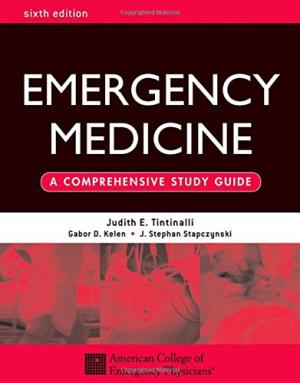 sixth edition
EMERGENCY
MEDICINE
A COMPREHENSIVE STUDY GUIDE
Judith E. Tintinalli
Gabor D. Kelen • J. Stephan Stapczynski
American College of
Emergency Physicians®